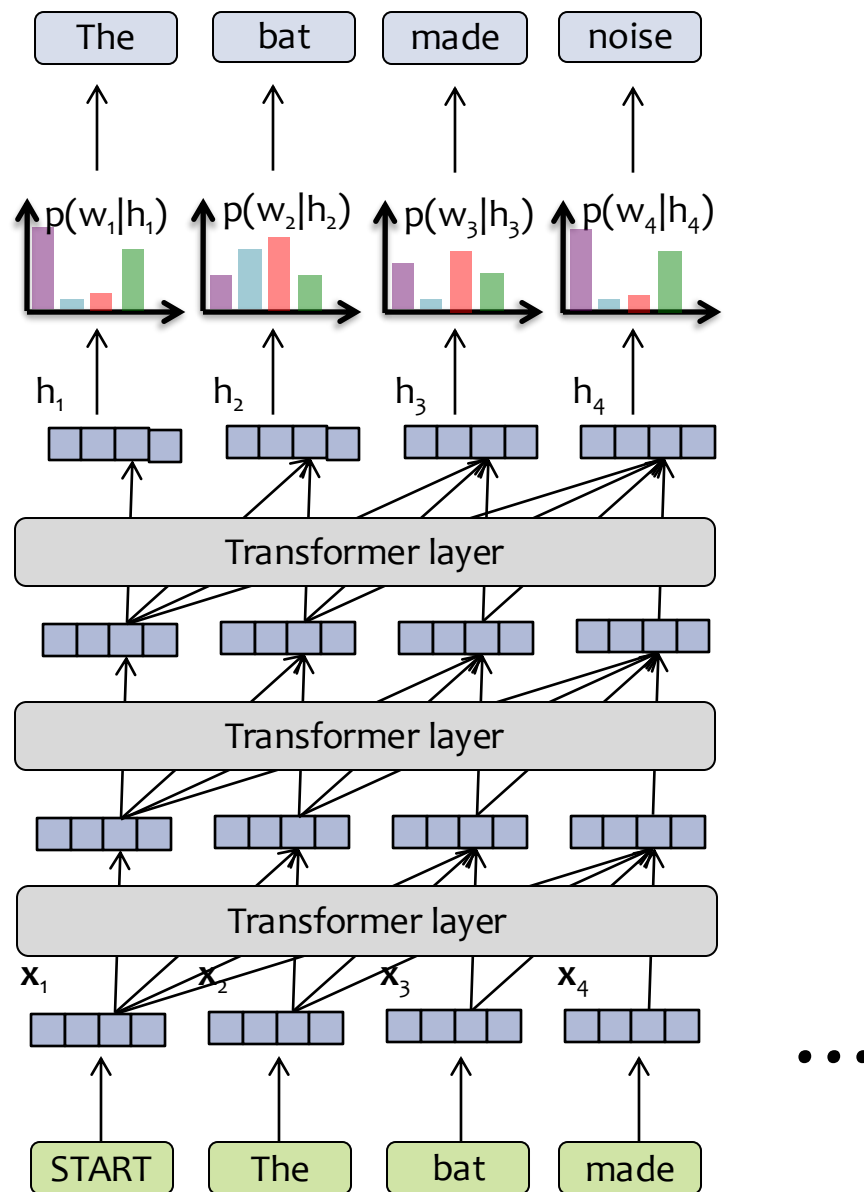 The bat made noise
p(w₁|h₁) p(w₂|h₂) p(w₃|h₃) p(w₄|h₄)
h₁ h₂ h₃ h₄
Transformer layer
Transformer layer
Transformer layer
x₁ x₂ x₃ x₄
...
START The bat made